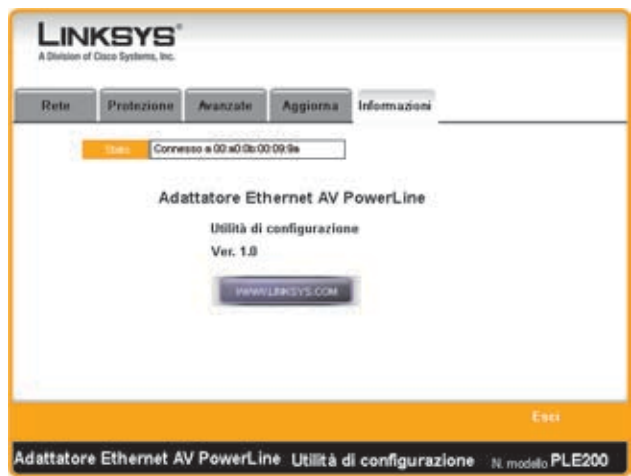 LINKSYS®
A Division of Cisco Systems, Inc.
Rete Protezione Avanzate Aggiorna Informazioni
Stato Connesso a 00:a0:0b:00:09:9a
Adattatore Ethernet AV PowerLine
Utilità di configurazione
Ver. 1.0
WWW.LINKSYS.COM
Esci
Adattatore Ethernet AV PowerLine Utilità di configurazione N. modello PLE200